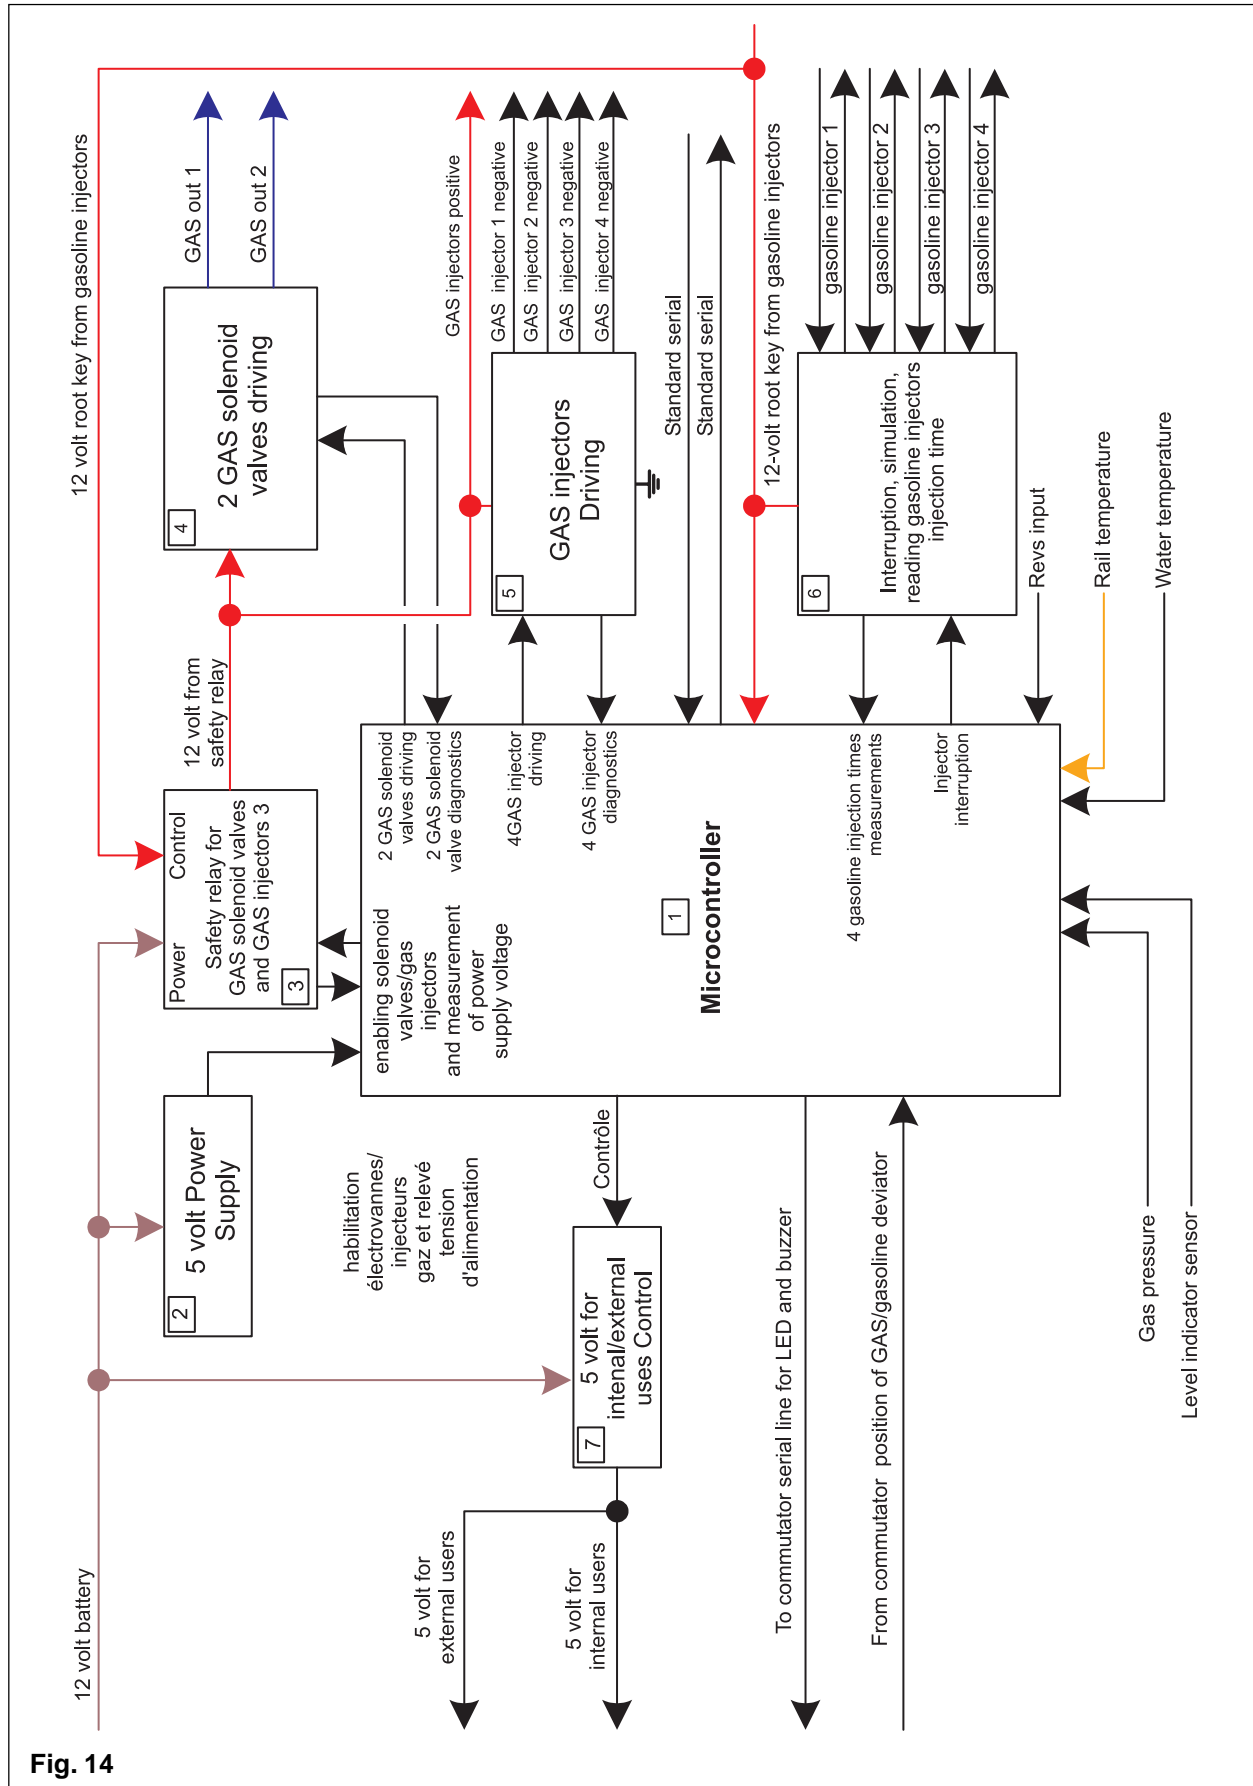 12 volt battery
12 volt root key from gasoline injectors
2
5 volt Power
Supply
Power
Control
Safety relay for
GAS solenoid valves
and GAS injectors 3
3
12 volt from
safety relay
4
2 GAS solenoid
valves driving
GAS out 1
GAS out 2
habilitation
électrovannes/
injecteurs
gaz et relevé
tension
d'alimentation
enabling solenoid
valves/gas
injectors
and measurement
of power
supply voltage
2 GAS solenoid
valves driving
2 GAS solenoid
valve diagnostics
4GAS injector
driving
4 GAS injector
diagnostics
1
Microcontroller
4 gasoline injection times
measurements
Injector
interruption
5
GAS injectors
Driving
GAS injectors positive
GAS injector 1 negative
GAS injector 2 negative
GAS injector 3 negative
GAS injector 4 negative
Standard serial
Standard serial
12-volt root key from gasoline injectors
6
Interruption, simulation,
reading gasoline injectors
injection time
gasoline injector 1
gasoline injector 2
gasoline injector 3
gasoline injector 4
Revs input
Rail temperature
Water temperature
Contrôle
7
5 volt for
intenal/external
uses Control
5 volt for
external users
5 volt for
internal users
To commutator serial line for LED and buzzer
From commutator position of GAS/gasoline deviator
Gas pressure
Level indicator sensor
Fig. 14